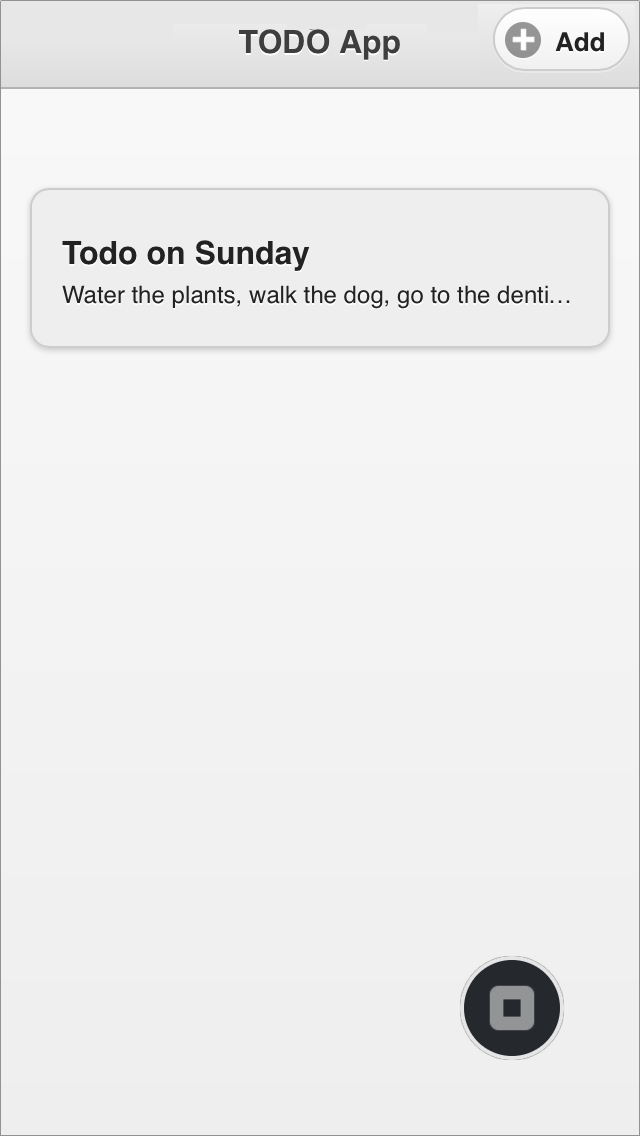 TODO App
Add
Todo on Sunday
Water the plants, walk the dog, go to the denti...